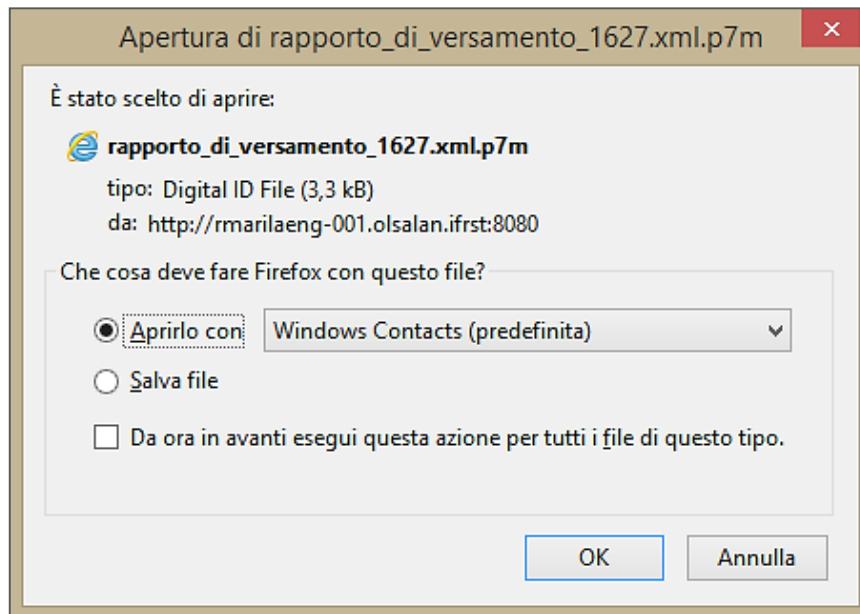 Apertura di rapporto_di_versamento_1627.xml.p7m
È stato scelto di aprire:
rapporto_di_versamento_1627.xml.p7m
tipo: Digital ID File (3,3 kB)
da: http://rmarilaeng-001.olsalan.ifrst:8080
Che cosa deve fare Firefox con questo file?
Aprirlo con Windows Contacts (predefinita)
Salva file
Da ora in avanti esegui questa azione per tutti i file di questo tipo.
OK Annulla